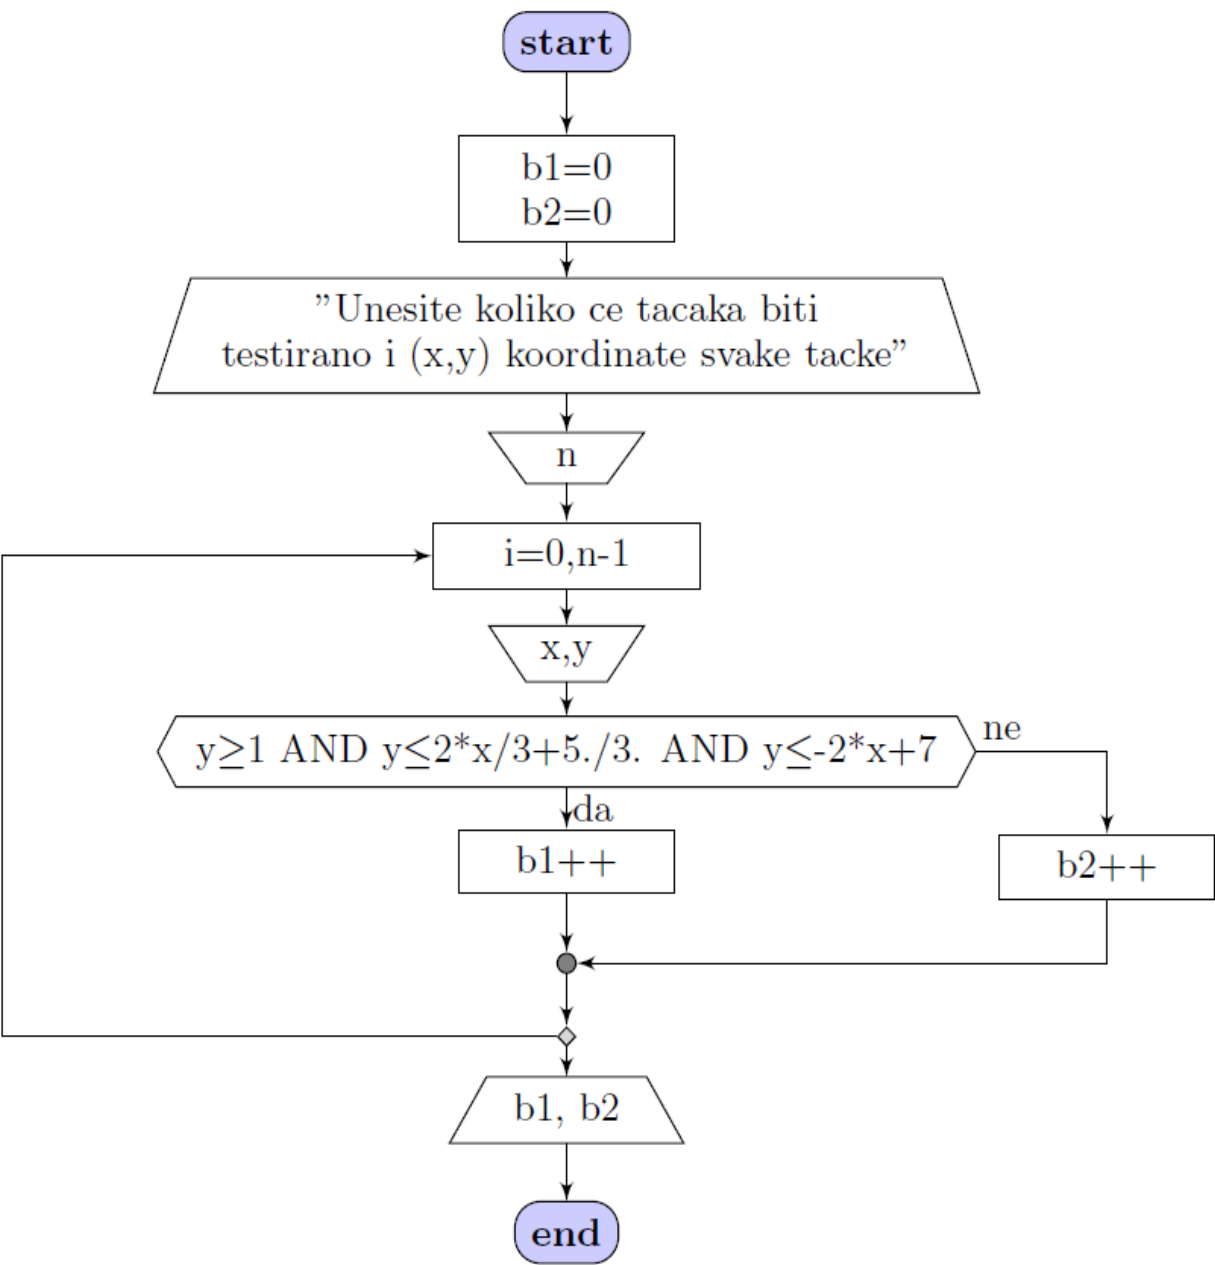 start
b1=0
b2=0
”Unesite koliko ce tacaka biti
testirano i (x,y) koordinate svake tacke”
n
i=0,n-1
x,y
y≥1 AND y≤2*x/3+5./3. AND y≤-2*x+7
ne
da
b1++
b2++
b1, b2
end